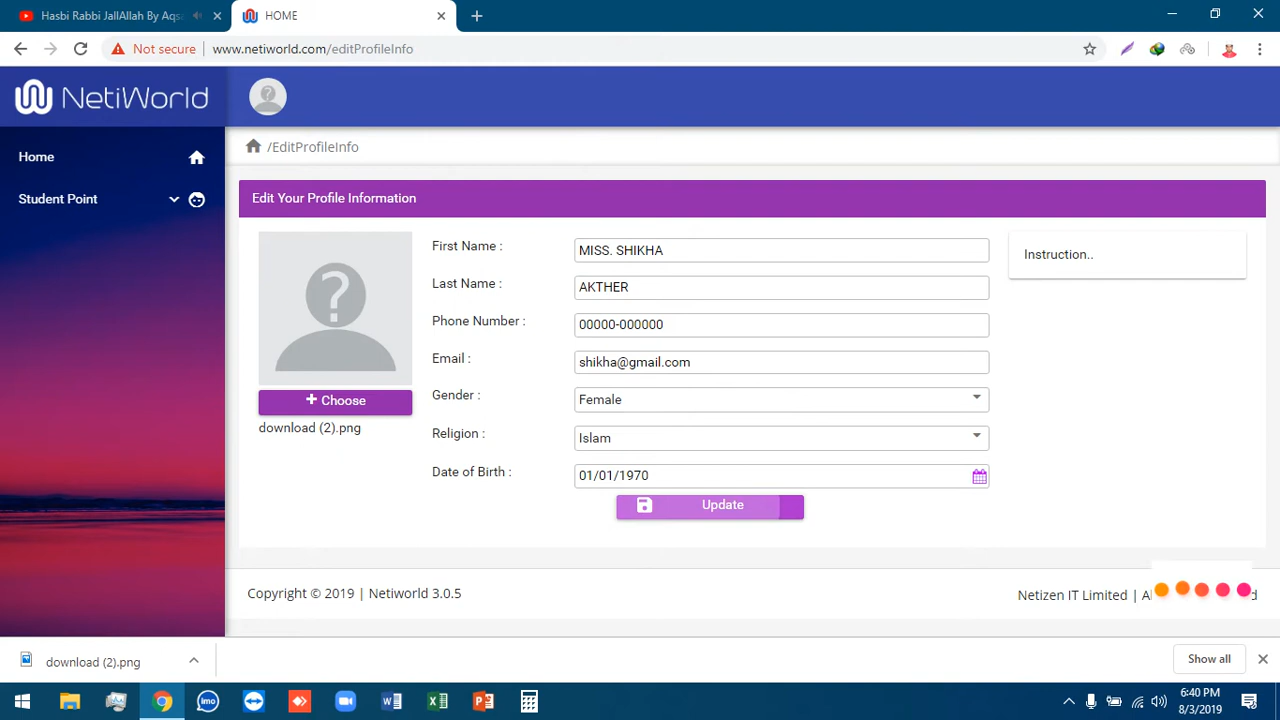 Hasbi Rabbi JallAllah By Aqsa
HOME
Not secure
www.netiworld.com/editProfileInfo
NetiWorld
/EditProfileInfo
Home
Student Point
Edit Your Profile Information
First Name :
MISS. SHIKHA
Last Name :
AKTHER
Phone Number :
00000-000000
Email :
shikha@gmail.com
Gender :
Female
Religion :
Islam
Date of Birth :
01/01/1970
+ Choose
download (2).png
Update
Instruction..
Copyright © 2019 | Netiworld 3.0.5
Netizen IT Limited |
download (2).png
Show all
imo
6:40 PM
8/3/2019